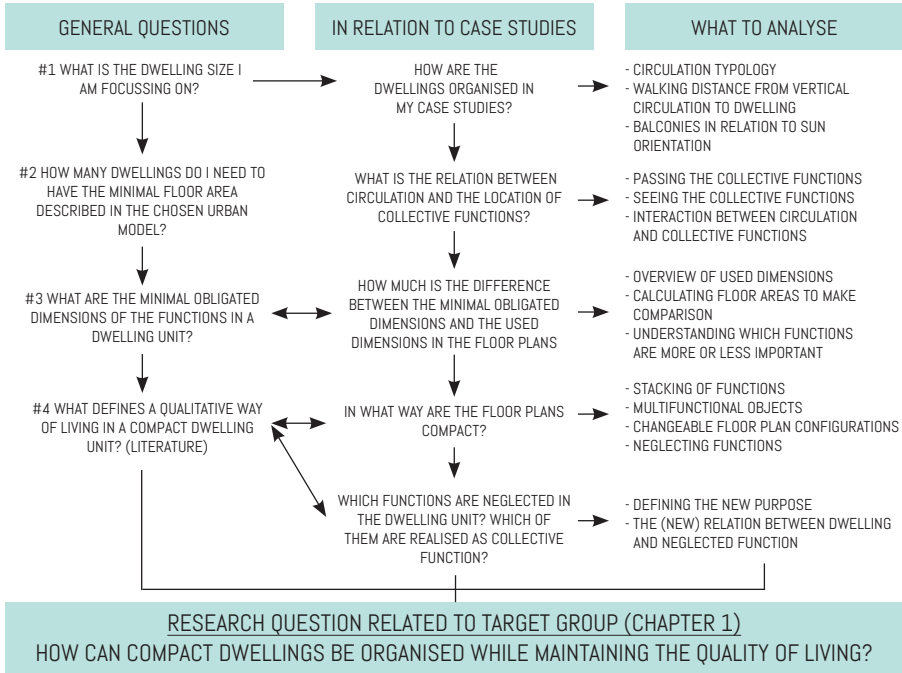 GENERAL QUESTIONS
#1 WHAT IS THE DWELLING SIZE I
AM FOCUSSING ON?
#2 HOW MANY DWELLINGS DO I NEED TO
HAVE THE MINIMAL FLOOR AREA
DESCRIBED IN THE CHOSEN URBAN
MODEL?
#3 WHAT ARE THE MINIMAL OBLIGATED
DIMENSIONS OF THE FUNCTIONS IN A
DWELLING UNIT?
#4 WHAT DEFINES A QUALITATIVE WAY
OF LIVING IN A COMPACT DWELLING
UNIT? (LITERATURE)
IN RELATION TO CASE STUDIES
HOW ARE THE
DWELLINGS ORGANISED IN
MY CASE STUDIES?
WHAT IS THE RELATION BETWEEN
CIRCULATION AND THE LOCATION OF
COLLECTIVE FUNCTIONS?
HOW MUCH IS THE DIFFERENCE
BETWEEN THE MINIMAL OBLIGATED
DIMENSIONS AND THE USED
DIMENSIONS IN THE FLOOR PLANS
IN WHAT WAY ARE THE FLOOR PLANS
COMPACT?
WHICH FUNCTIONS ARE NEGLECTED IN
THE DWELLING UNIT? WHICH OF
THEM ARE REALISED AS COLLECTIVE
FUNCTION?
WHAT TO ANALYSE
- CIRCULATION TYPOLOGY
- WALKING DISTANCE FROM VERTICAL
CIRCULATION TO DWELLING
- BALCONIES IN RELATION TO SUN
ORIENTATION
- PASSING THE COLLECTIVE FUNCTIONS
- SEEING THE COLLECTIVE FUNCTIONS
- INTERACTION BETWEEN CIRCULATION
AND COLLECTIVE FUNCTIONS
- OVERVIEW OF USED DIMENSIONS
- CALCULATING FLOOR AREAS TO MAKE
COMPARISON
- UNDERSTANDING WHICH FUNCTIONS
ARE MORE OR LESS IMPORTANT
- STACKING OF FUNCTIONS
- MULTIFUNCTIONAL OBJECTS
- CHANGEABLE FLOOR PLAN CONFIGURATIONS
- NEGLECTING FUNCTIONS
- DEFINING THE NEW PURPOSE
- THE (NEW) RELATION BETWEEN DWELLING
AND NEGLECTED FUNCTION
RESEARCH QUESTION RELATED TO TARGET GROUP (CHAPTER 1)
HOW CAN COMPACT DWELLINGS BE ORGANISED WHILE MAINTAINING THE QUALITY OF LIVING?